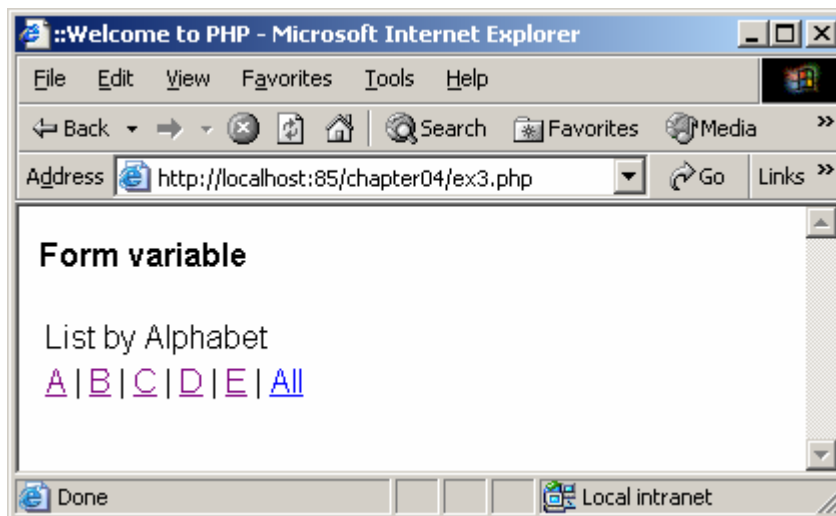 ::Welcome to PHP - Microsoft Internet Explorer
File Edit View Favorites Tools Help
Back Search Favorites Media »
Address http://localhost:85/chapter04/ex3.php Go Links »
Form variable
List by Alphabet
A | B | C | D | E | All
Done Local intranet